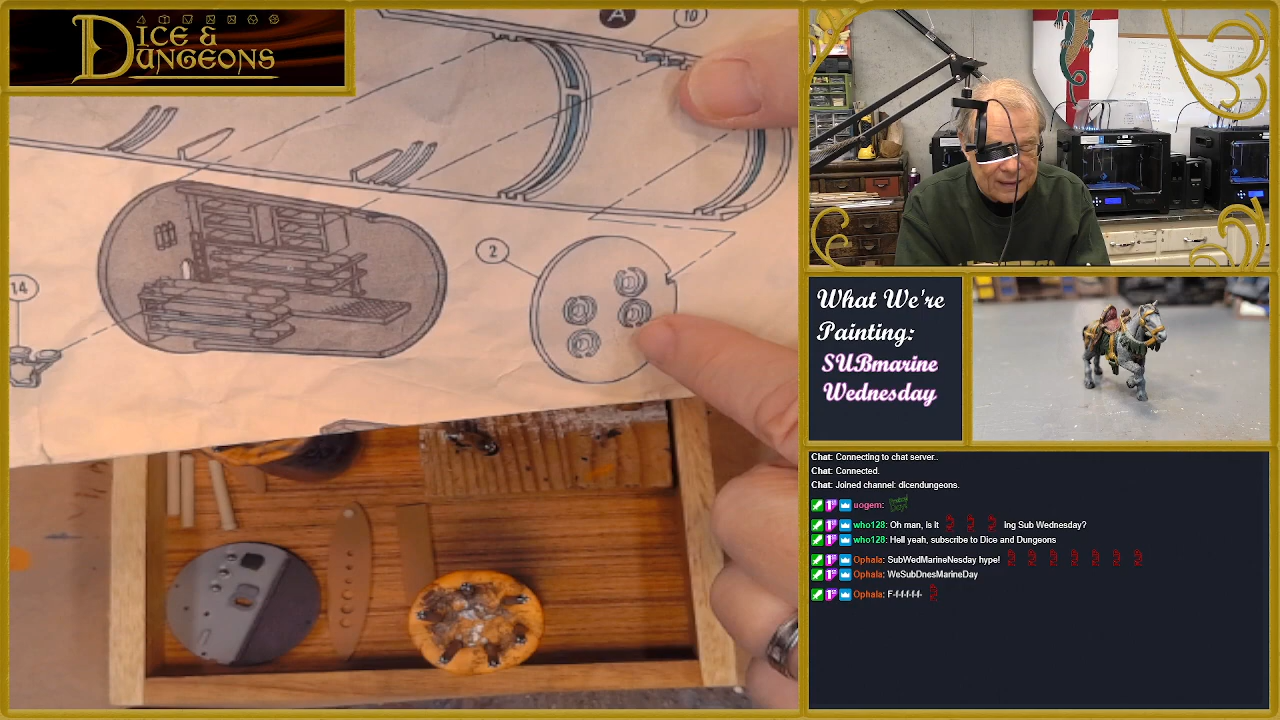 DICE &
DUNGEONS
A
10
2
14
What We're
Painting:
SUBmarine
Wednesday
Chat: Connecting to chat server..
Chat: Connected.
Chat: Joined channel: dicendungeons.
uogem:
who128: Oh man, is it ing Sub Wednesday?
who128: Hell yeah, subscribe to Dice and Dungeons
Ophala: SubWedMarineNesday hype!
Ophala: WeSubDnesMarineDay
Ophala: F-f-f-f-f-f-